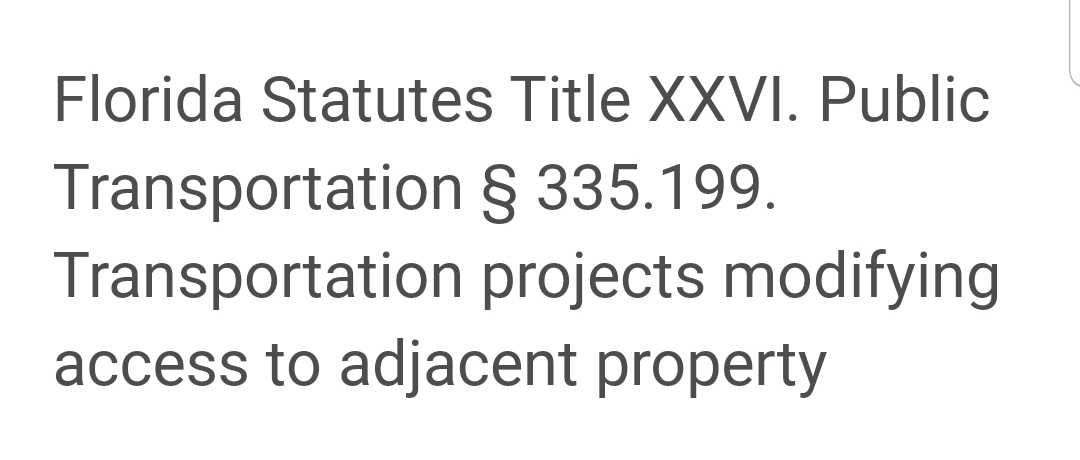 Florida Statutes Title XXVI. Public
Transportation § 335.199.
Transportation projects modifying
access to adjacent property